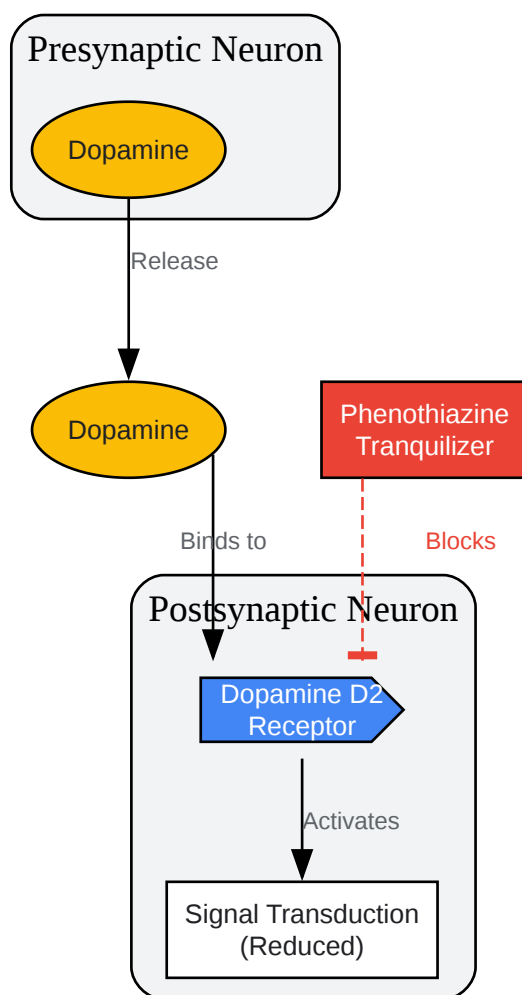 Presynaptic Neuron
Dopamine
Release
Dopamine
Phenothiazine
Tranquilizer
Binds to
Blocks
Postsynaptic Neuron
Dopamine D2
Receptor
Activates
Signal Transduction
(Reduced)